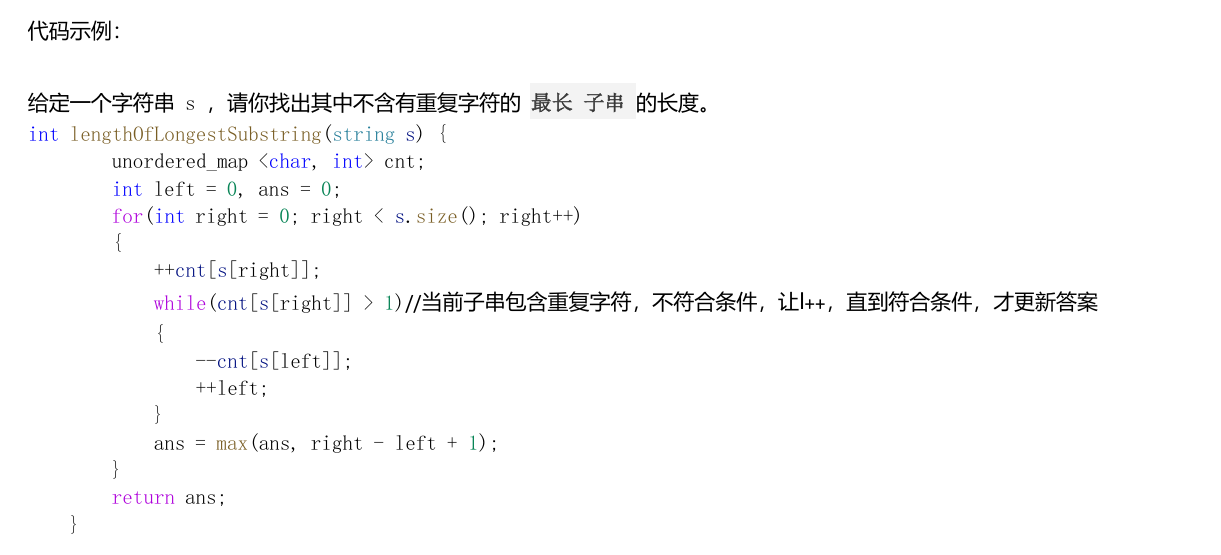 代码示例：
给定一个字符串 s ，请你找出其中不含有重复字符的 最长 子串 的长度。
int lengthOfLongestSubstring(string s) {
        unordered_map <char, int> cnt;
        int left = 0, ans = 0;
        for(int right = 0; right < s.size(); right++)
        {
            ++cnt[s[right]];
            while(cnt[s[right]] > 1)//当前子串包含重复字符，不符合条件，让l++，直到符合条件，才更新答案
            {
                --cnt[s[left]];
                ++left;
            }
            ans = max(ans, right - left + 1);
        }
        return ans;
    }